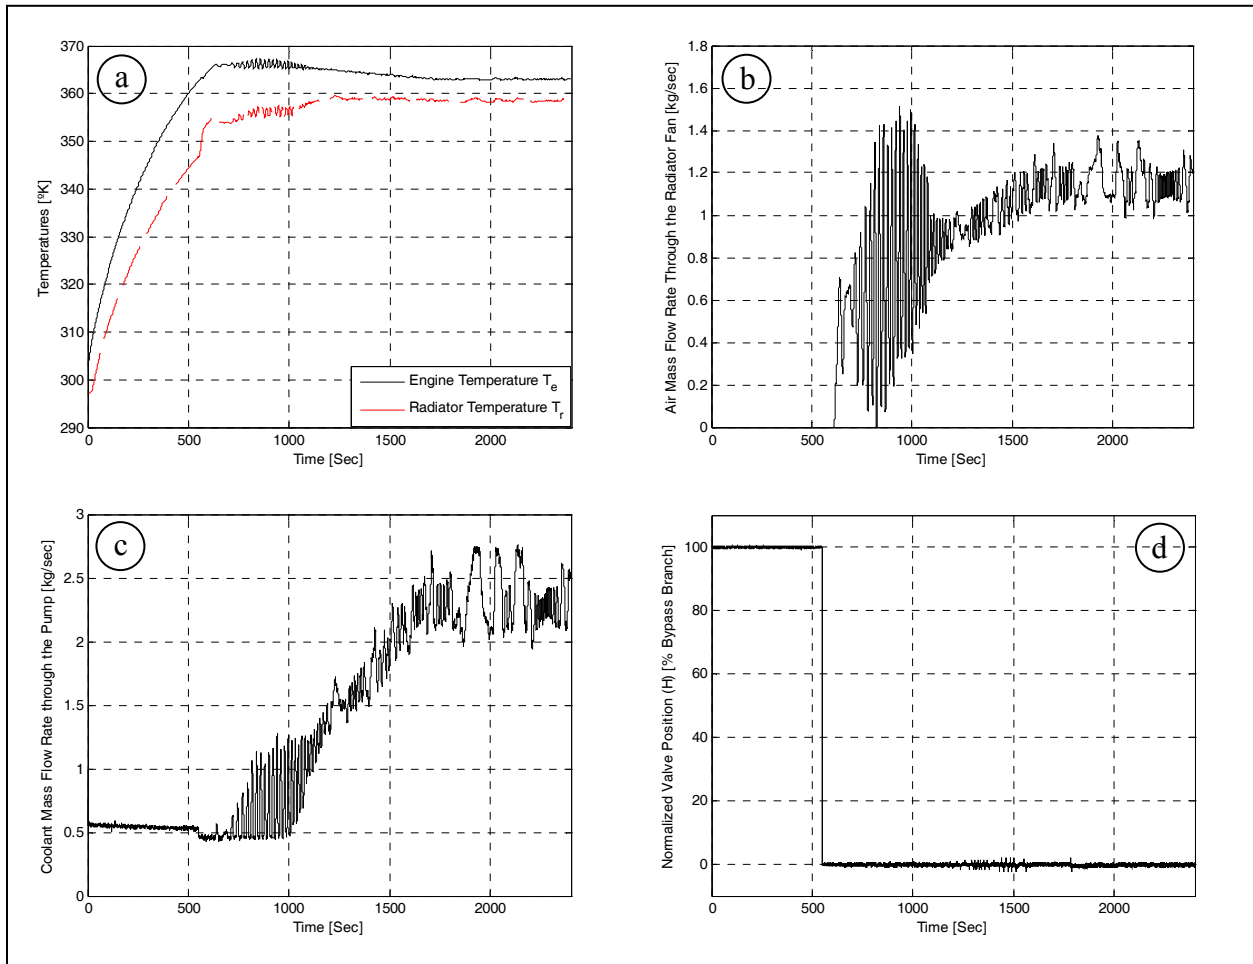 a
370
360
350
340
330
320
310
300
290
Temperatures [ºK]
Engine Temperature Te
Radiator Temperature Tr
0 500 1000 1500 2000
Time [Sec]
b
1.8
1.6
1.4
1.2
1
0.8
0.6
0.4
0.2
0
Air Mass Flow Rate Through the Radiator Fan [kg/sec]
0 500 1000 1500 2000
Time [Sec]
c
3
2.5
2
1.5
1
0.5
0
Coolant Mass Flow Rate through the Pump [kg/sec]
0 500 1000 1500 2000
Time [Sec]
d
100
80
60
40
20
0
Normalized Valve Position (H) [% Bypass Branch]
0 500 1000 1500 2000
Time [Sec]